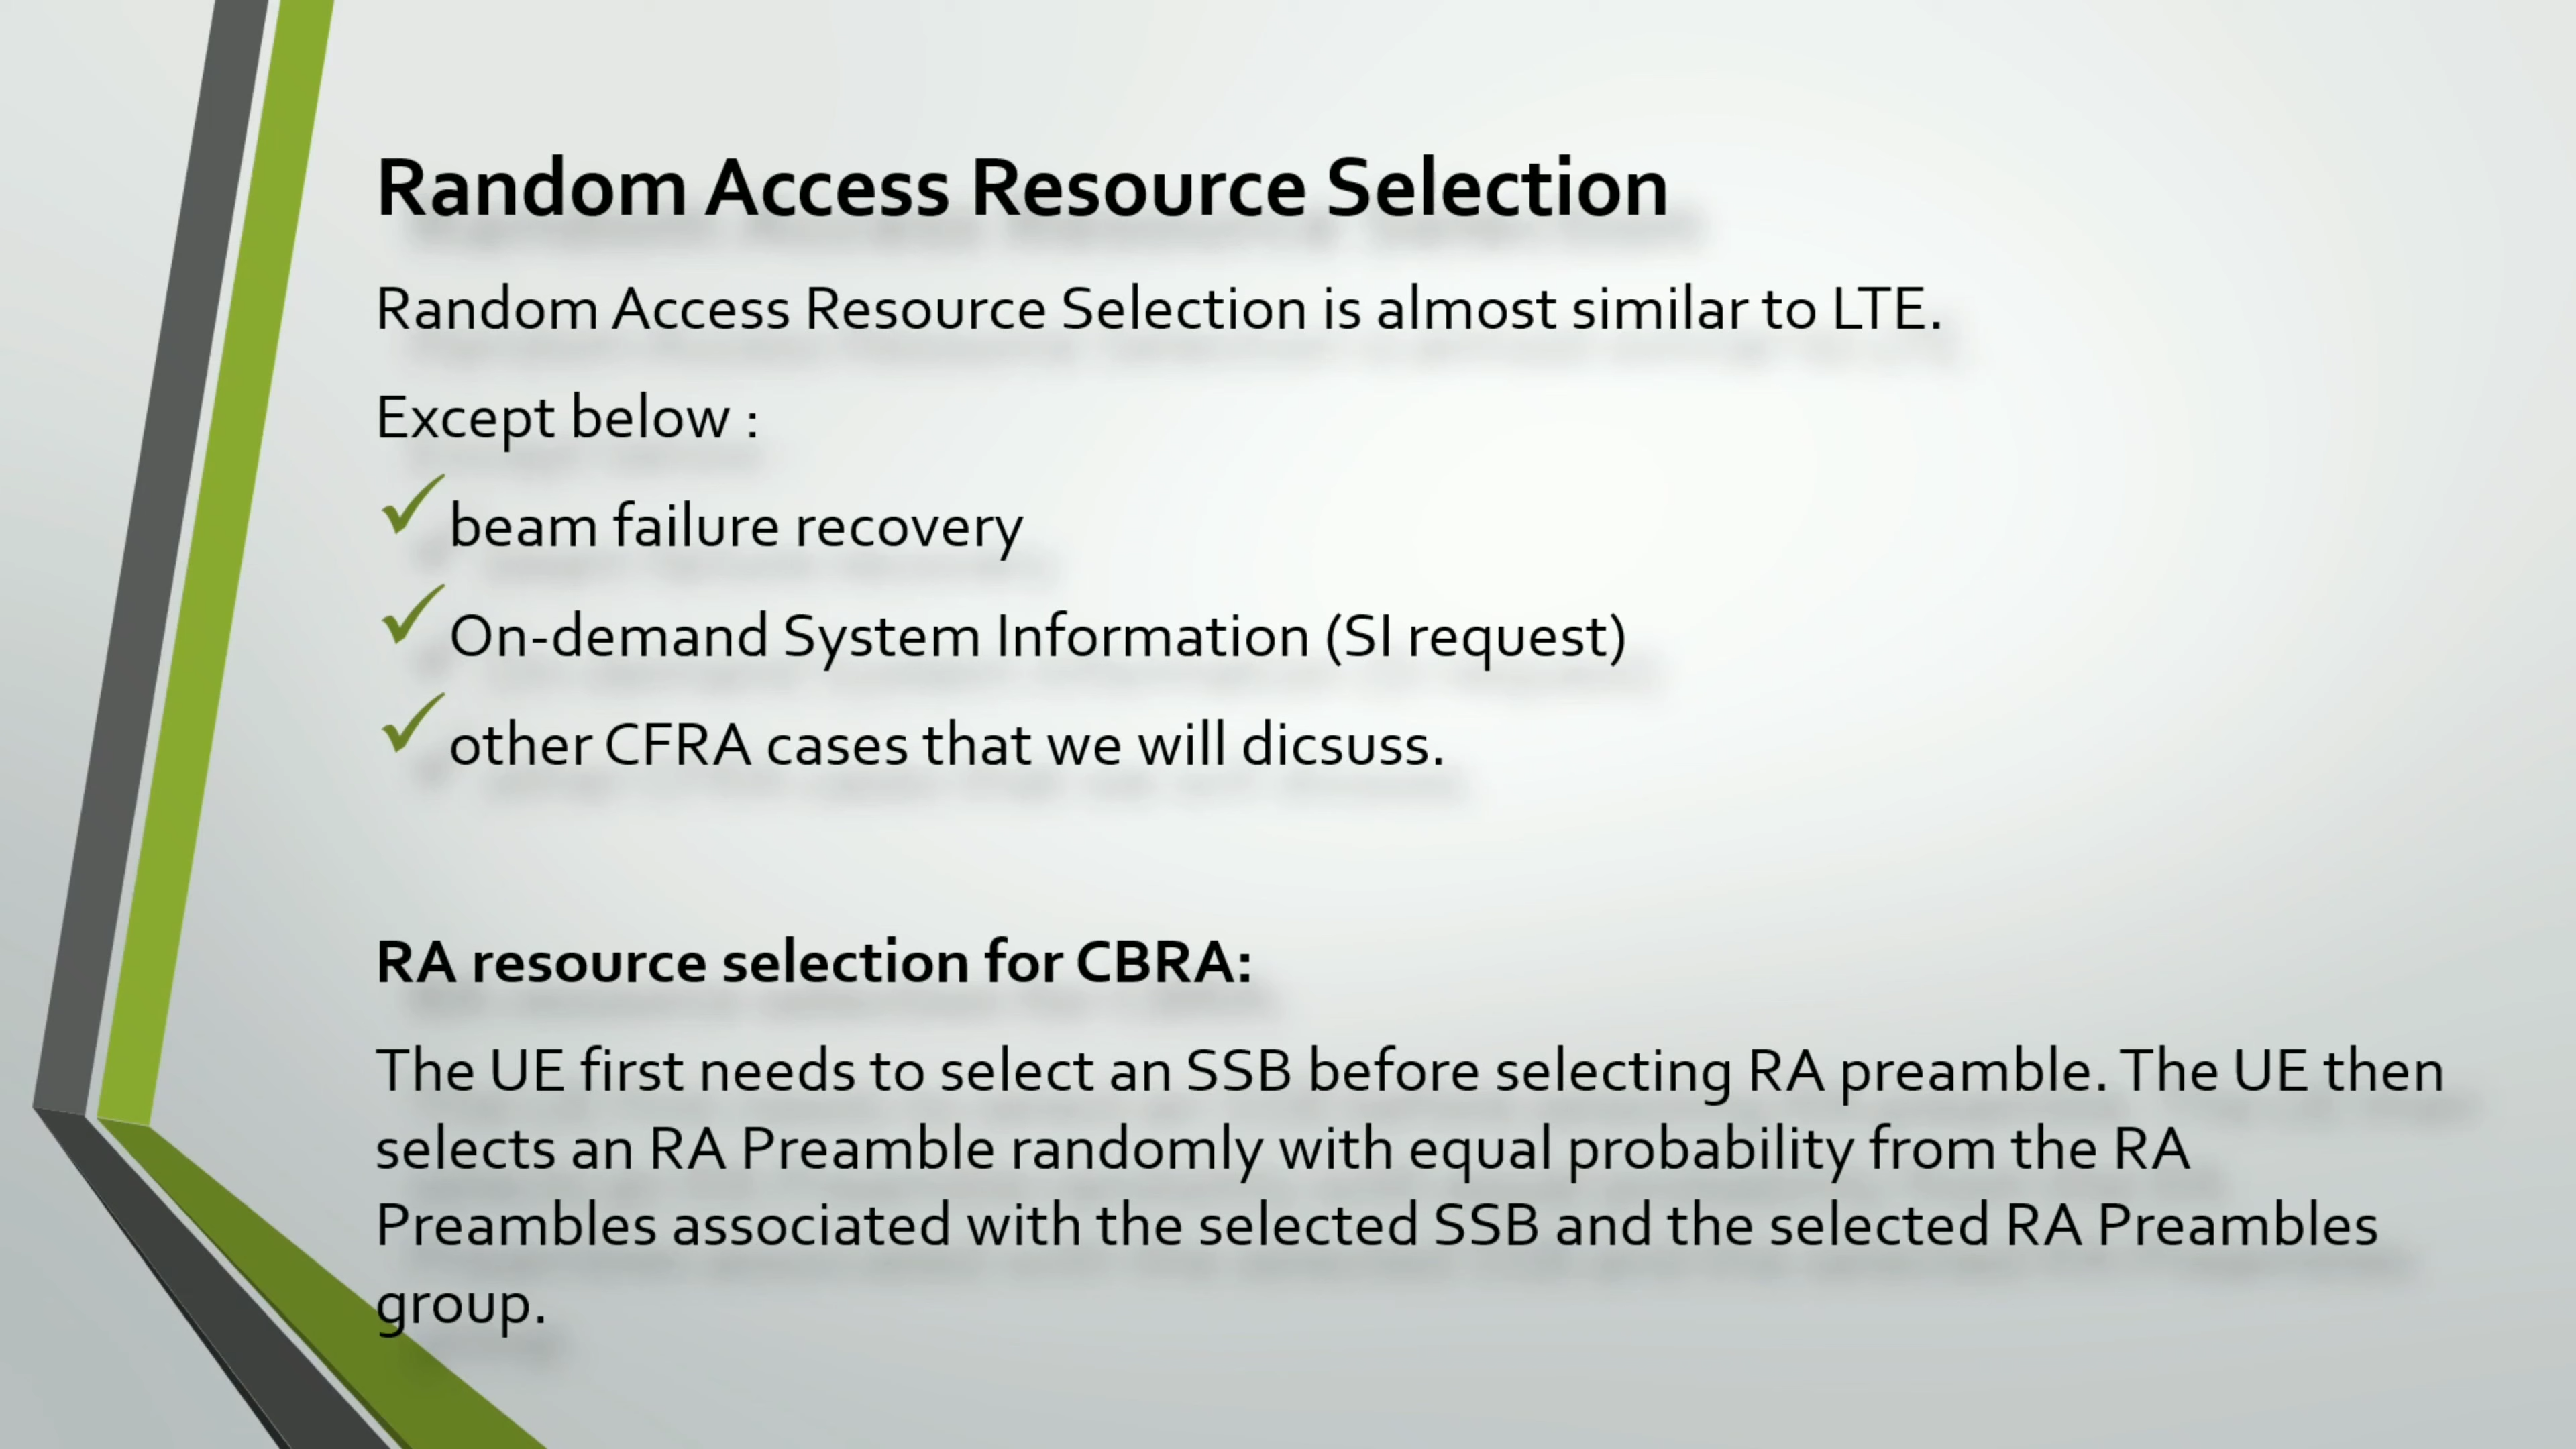 Random Access Resource Selection
Random Access Resource Selection is almost similar to LTE.
Except below :
✓beam failure recovery
✓On-demand System Information (SI request)
✓other CFRA cases that we will dicsuss.
RA resource selection for CBRA:
The UE first needs to select an SSB before selecting RA preamble. The UE then
selects an RA Preamble randomly with equal probability from the RA
Preambles associated with the selected SSB and the selected RA Preambles
group.